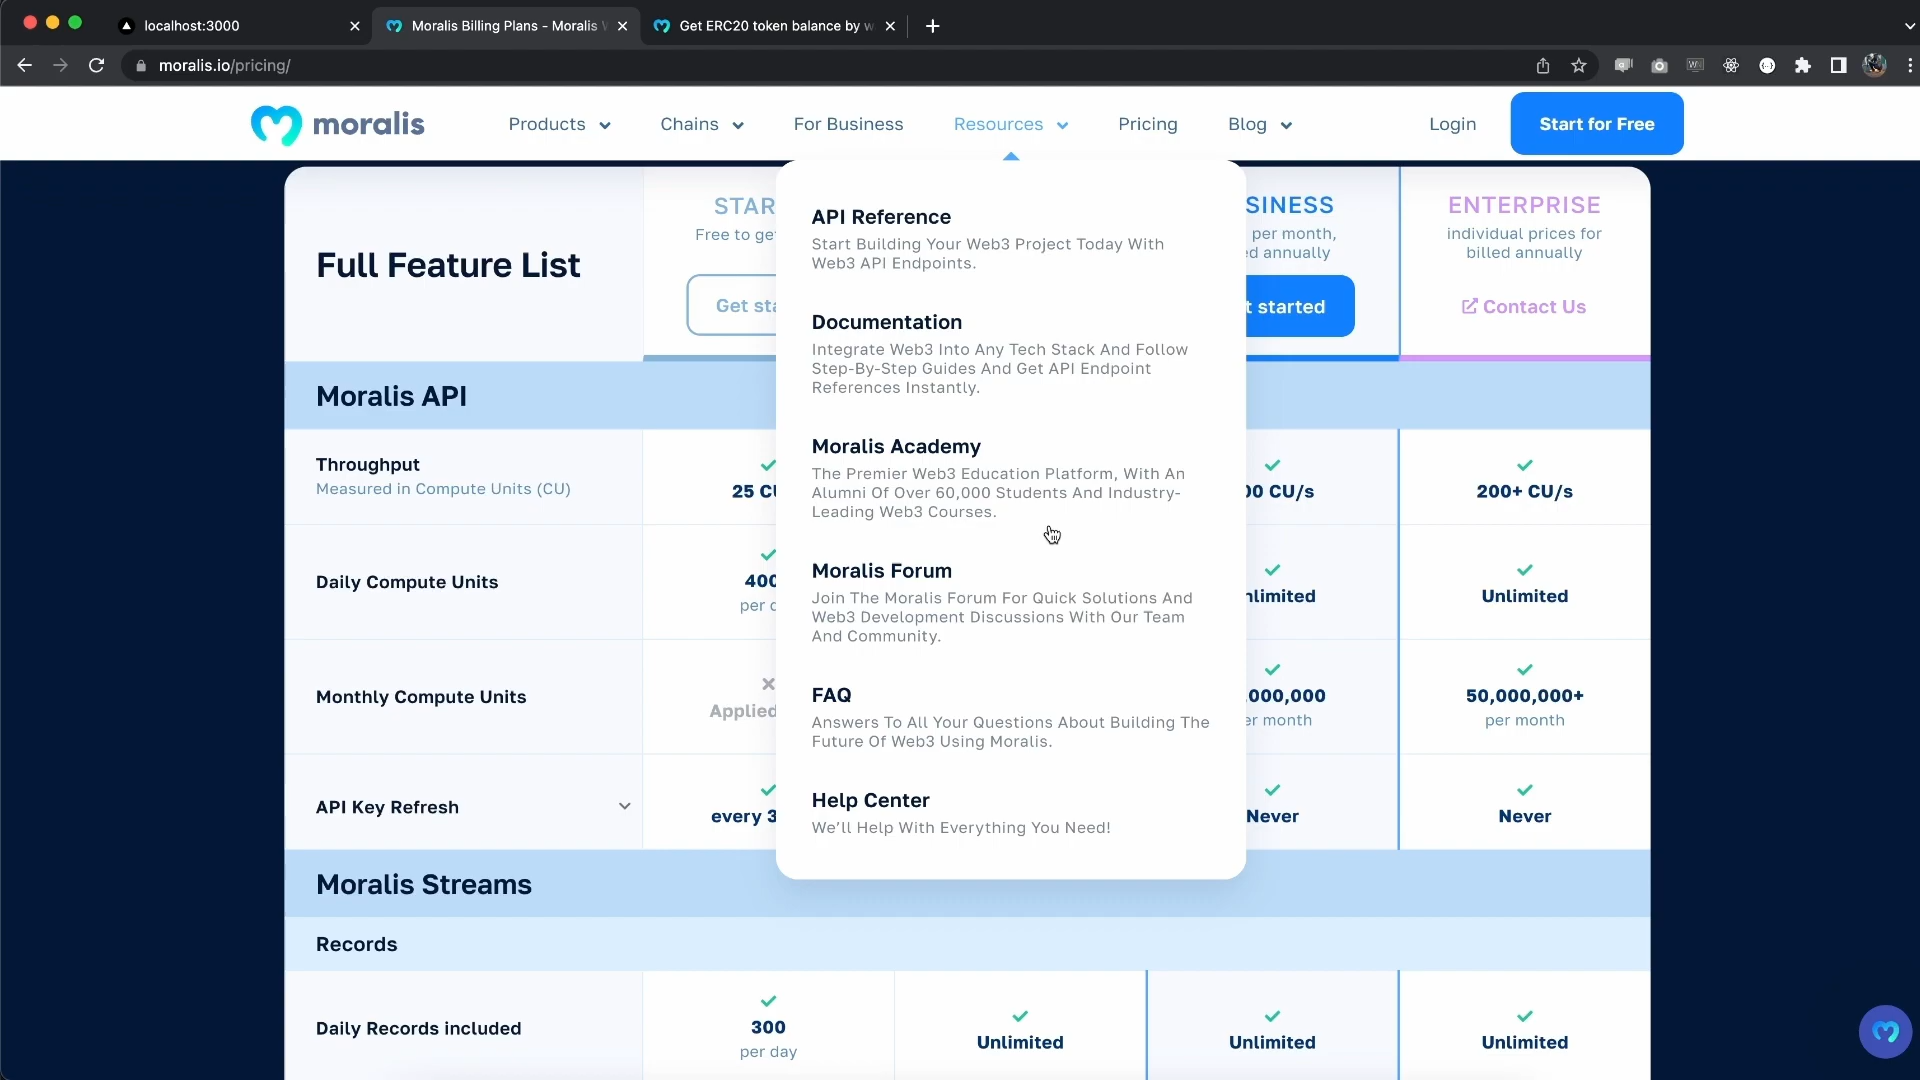 localhost:3000
Moralis Billing Plans - Moralis
Get ERC20 token balance by
moralis.io/pricing/
moralis
Products
Chains
For Business
Resources
Pricing
Blog
Login
Start for Free
Full Feature List
STAR
Free to ge
Get sta
SINESS
per month,
d annually
t started
ENTERPRISE
individual prices for
billed annually
Contact Us
API Reference
Start Building Your Web3 Project Today With
Web3 API Endpoints.
Documentation
Integrate Web3 Into Any Tech Stack And Follow
Step-By-Step Guides And Get API Endpoint
References Instantly.
Moralis Academy
The Premier Web3 Education Platform, With An
Alumni Of Over 60,000 Students And Industry-
Leading Web3 Courses.
Moralis Forum
Join The Moralis Forum For Quick Solutions And
Web3 Development Discussions With Our Team
And Community.
FAQ
Answers To All Your Questions About Building The
Future Of Web3 Using Moralis.
Help Center
We'll Help With Everything You Need!
Moralis API
Throughput
Measured in Compute Units (CU)
25 CU
00 CU/s
200+ CU/s
Daily Compute Units
400
per d
nlimited
Unlimited
Monthly Compute Units
Applied
,000,000
er month
50,000,000+
per month
API Key Refresh
every 3
Never
Never
Moralis Streams
Records
Daily Records included
300
per day
Unlimited
Unlimited
Unlimited